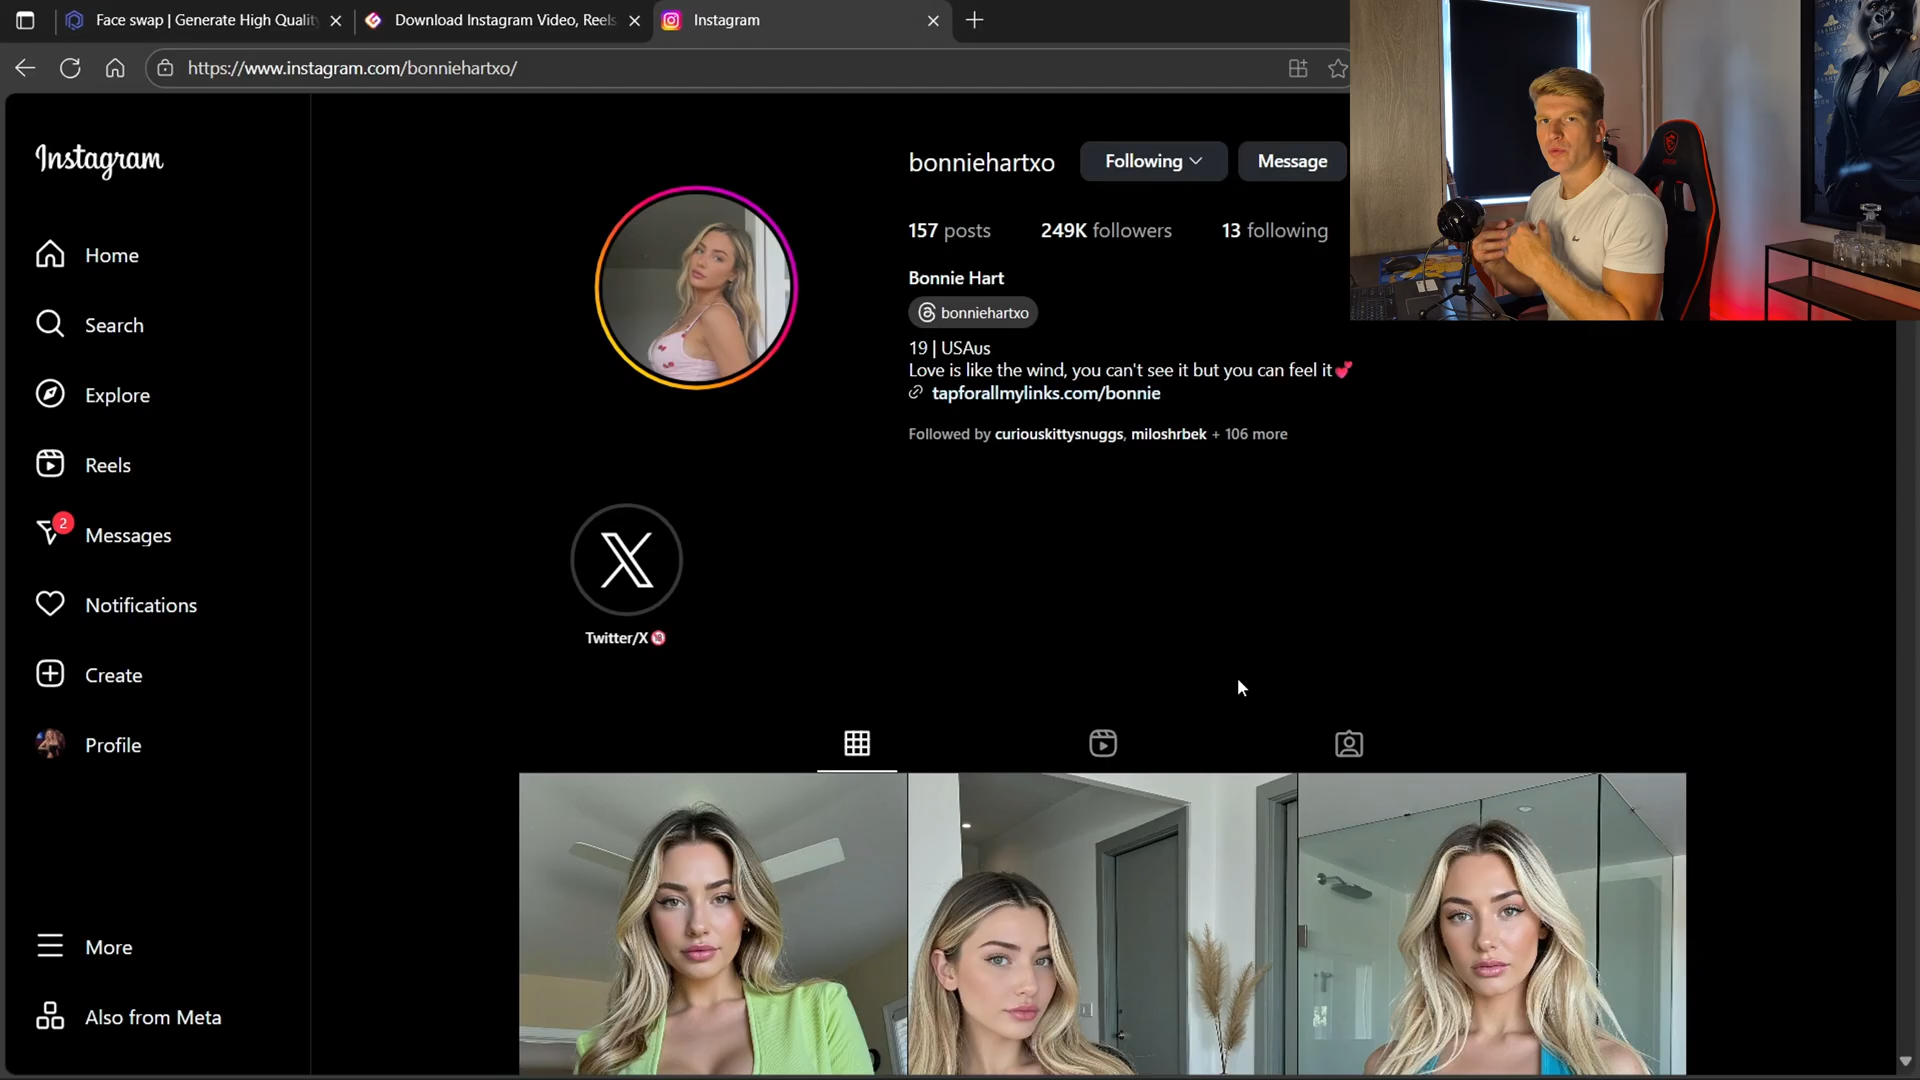 Face swap | Generate High Quality
Download Instagram Video, Reels
Instagram
https://www.instagram.com/bonniehartxo/
Instagram
bonniehartxo
Following
Message
157 posts
249K followers
13 following
Bonnie Hart
bonniehartxo
19 | USAus
Love is like the wind, you can't see it but you can feel it💕
tapforallmylinks.com/bonnie
Followed by curiouskittysnuggs, miloshrbek + 106 more
Home
Search
Explore
Reels
2
Messages
Notifications
Create
Profile
More
Also from Meta
X
Twitter/X🔞